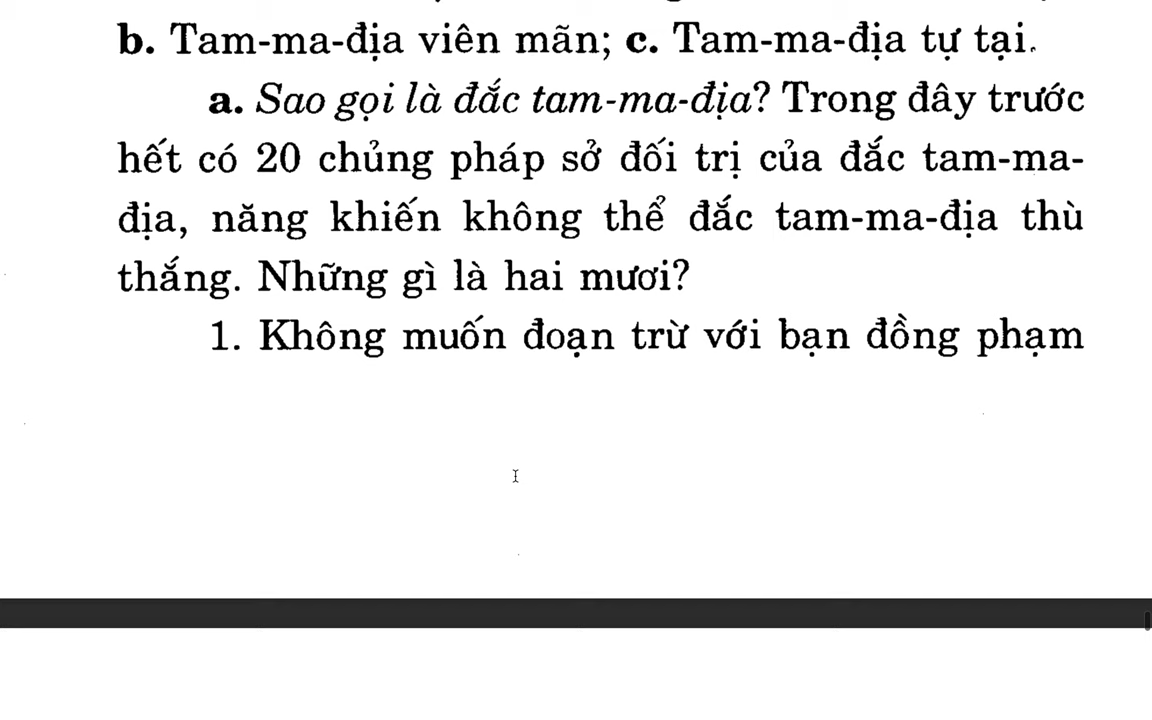 b. Tam-ma-địa viên mãn; c. Tam-ma-địa tự tại.
a. Sao gọi là đắc tam-ma-địa? Trong đây trước
hết có 20 chủng pháp sở đối trị của đắc tam-ma-
địa, năng khiến không thể đắc tam-ma-địa thù
thắng. Những gì là hai mươi?
1. Không muốn đoạn trừ với bạn đồng phạm